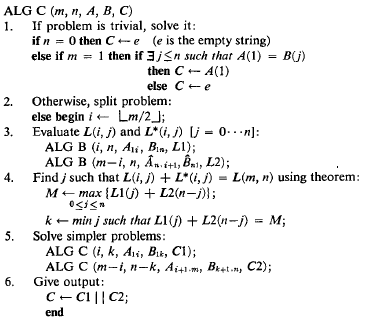 ALG C (m, n, A, B, C)
1. If problem is trivial, solve it:
if n = 0 then C ← e (e is the empty string)
else if m = 1 then if ∃ j ≤ n such that A(1) = B(j)
then C ← A(1)
else C ← e
2. Otherwise, split problem:
else begin i ← ⌊m/2⌋;
3. Evaluate L(i, j) and L*(i, j) [j = 0···n]:
ALG B (i, n, A₁ᵢ, B₁ₙ, L1);
ALG B (m−i, n, Âₙ,ᵢ₊₁, B̂ₙ₁, L2);
4. Find j such that L(i, j) + L*(i, j) = L(m, n) using theorem:
M ← max {L1(j) + L2(n−j)};
0≤j≤n
k ← min j such that L1(j) + L2(n−j) = M;
5. Solve simpler problems:
ALG C (i, k, A₁ᵢ, B₁ₖ, C1);
ALG C (m−i, n−k, Aᵢ₊₁,ₘ, Bₖ₊₁,ₙ, C2);
6. Give output:
C ← C1 || C2;
end